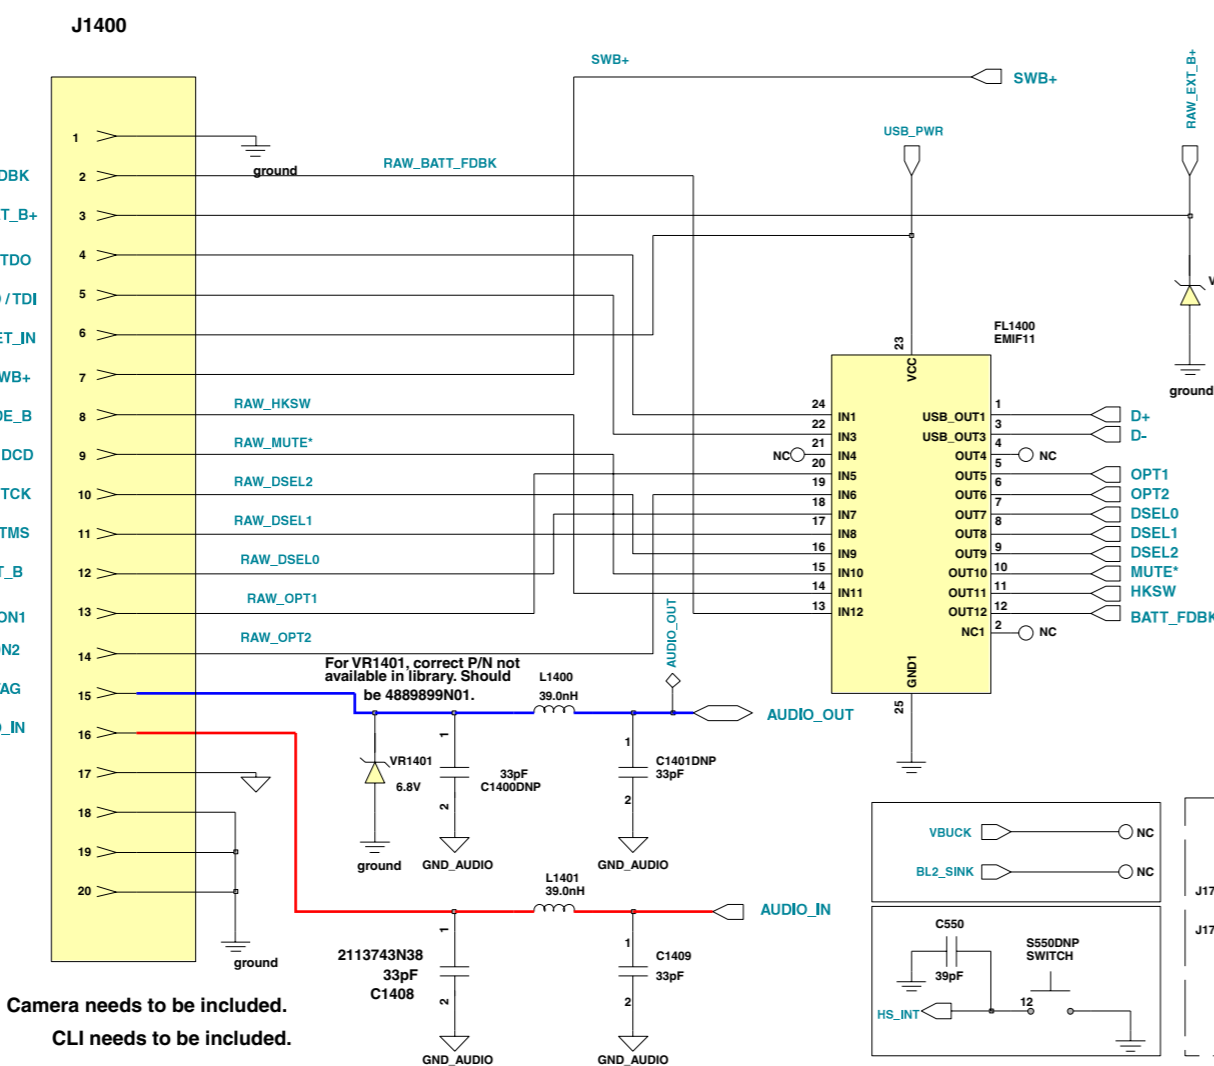 J1400
SWB+
SWB+
RAW_EXT_B+
USB_PWR
1
ground
DBK
2
RAW_BATT_FDBK
T_B+
3
TDO
4
/ TDI
5
ET_IN
6
WB+
7
DE_B
8
RAW_HKSW
DCD
9
RAW_MUTE*
TCK
10
RAW_DSEL2
TMS
11
RAW_DSEL1
T_B
12
RAW_DSEL0
ON1
13
RAW_OPT1
N2
14
RAW_OPT2
AG
15
_IN
16
17
18
19
20
ground
FL1400
EMIF11
23
VCC
ground
24 IN1 USB_OUT1 1 D+
22 IN3 USB_OUT3 3 D-
NC 21 IN4 OUT4 4 NC
20 IN5 OUT5 5 OPT1
19 IN6 OUT6 6 OPT2
18 IN7 OUT7 7 DSEL0
17 IN8 OUT8 8 DSEL1
16 IN9 OUT9 9 DSEL2
15 IN10 OUT10 10 MUTE*
14 IN11 OUT11 11 HKSW
13 IN12 OUT12 12 BATT_FDBK
NC1 2 NC
GND1
25
For VR1401, correct P/N not
available in library. Should
be 4889899N01.
L1400
39.0nH
AUDIO_OUT
AUDIO_OUT
VR1401
6.8V
ground
1
33pF
C1400DNP
2
GND_AUDIO
1
C1401DNP
33pF
2
GND_AUDIO
L1401
39.0nH
AUDIO_IN
1
2113743N38
33pF
C1408
2
GND_AUDIO
1
C1409
33pF
2
GND_AUDIO
VBUCK NC
BL2_SINK NC
C550
39pF
S550DNP
SWITCH
HS_INT
12
J17
J17
Camera needs to be included.
CLI needs to be included.